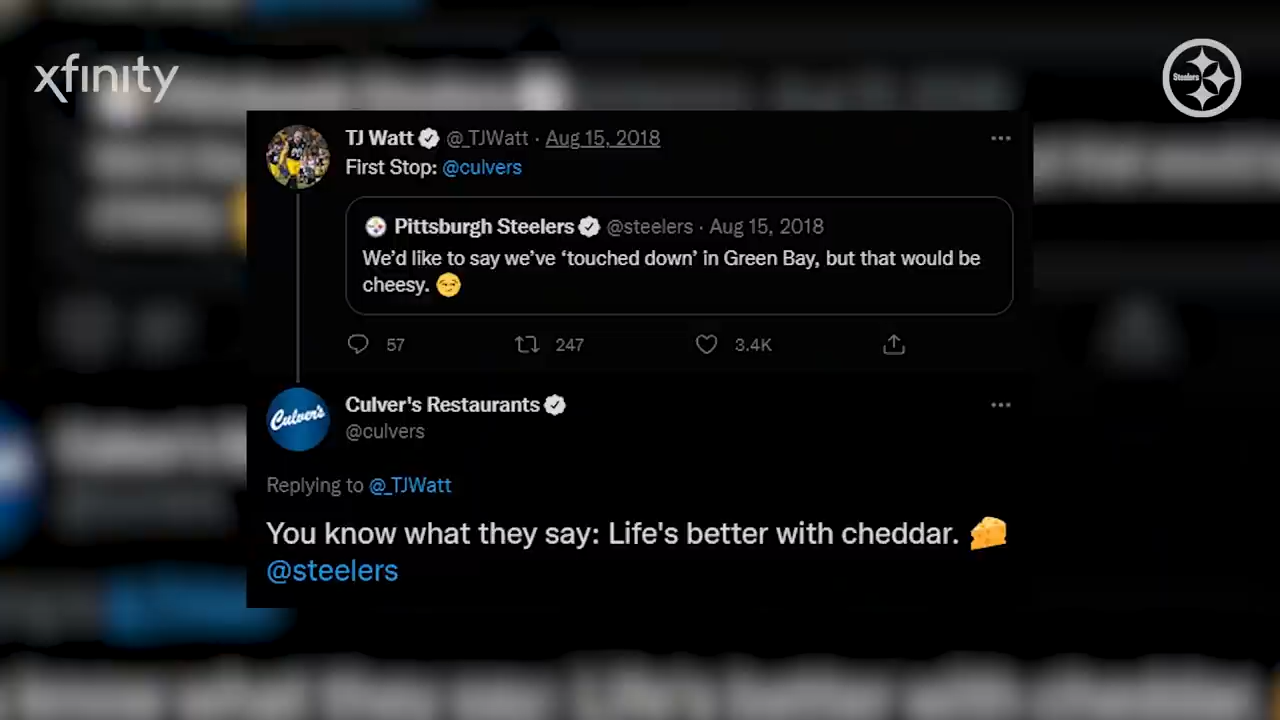 xfinity
Steelers
TJ Watt @_TJWatt · Aug 15, 2018
First Stop: @culvers
Pittsburgh Steelers @steelers · Aug 15, 2018
We’d like to say we’ve ‘touched down’ in Green Bay, but that would be
cheesy. 😏
57 247 3.4K
Culver's
Culver's Restaurants
@culvers
Replying to @_TJWatt
You know what they say: Life's better with cheddar. 🧀
@steelers